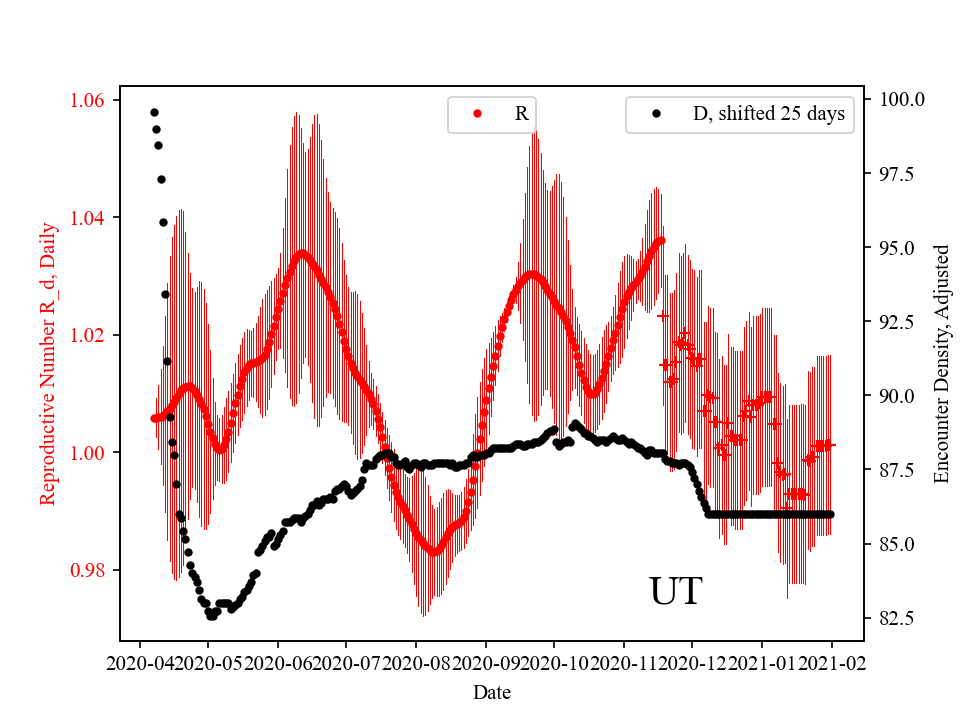 R
D, shifted 25 days
1.06
1.04
1.02
1.00
0.98
Reproductive Number R_d, Daily
100.0
97.5
95.0
92.5
90.0
87.5
85.0
82.5
Encounter Density, Adjusted
UT
2020-04 2020-05 2020-06 2020-07 2020-08 2020-09 2020-10 2020-11 2020-12 2021-01 2021-02
Date